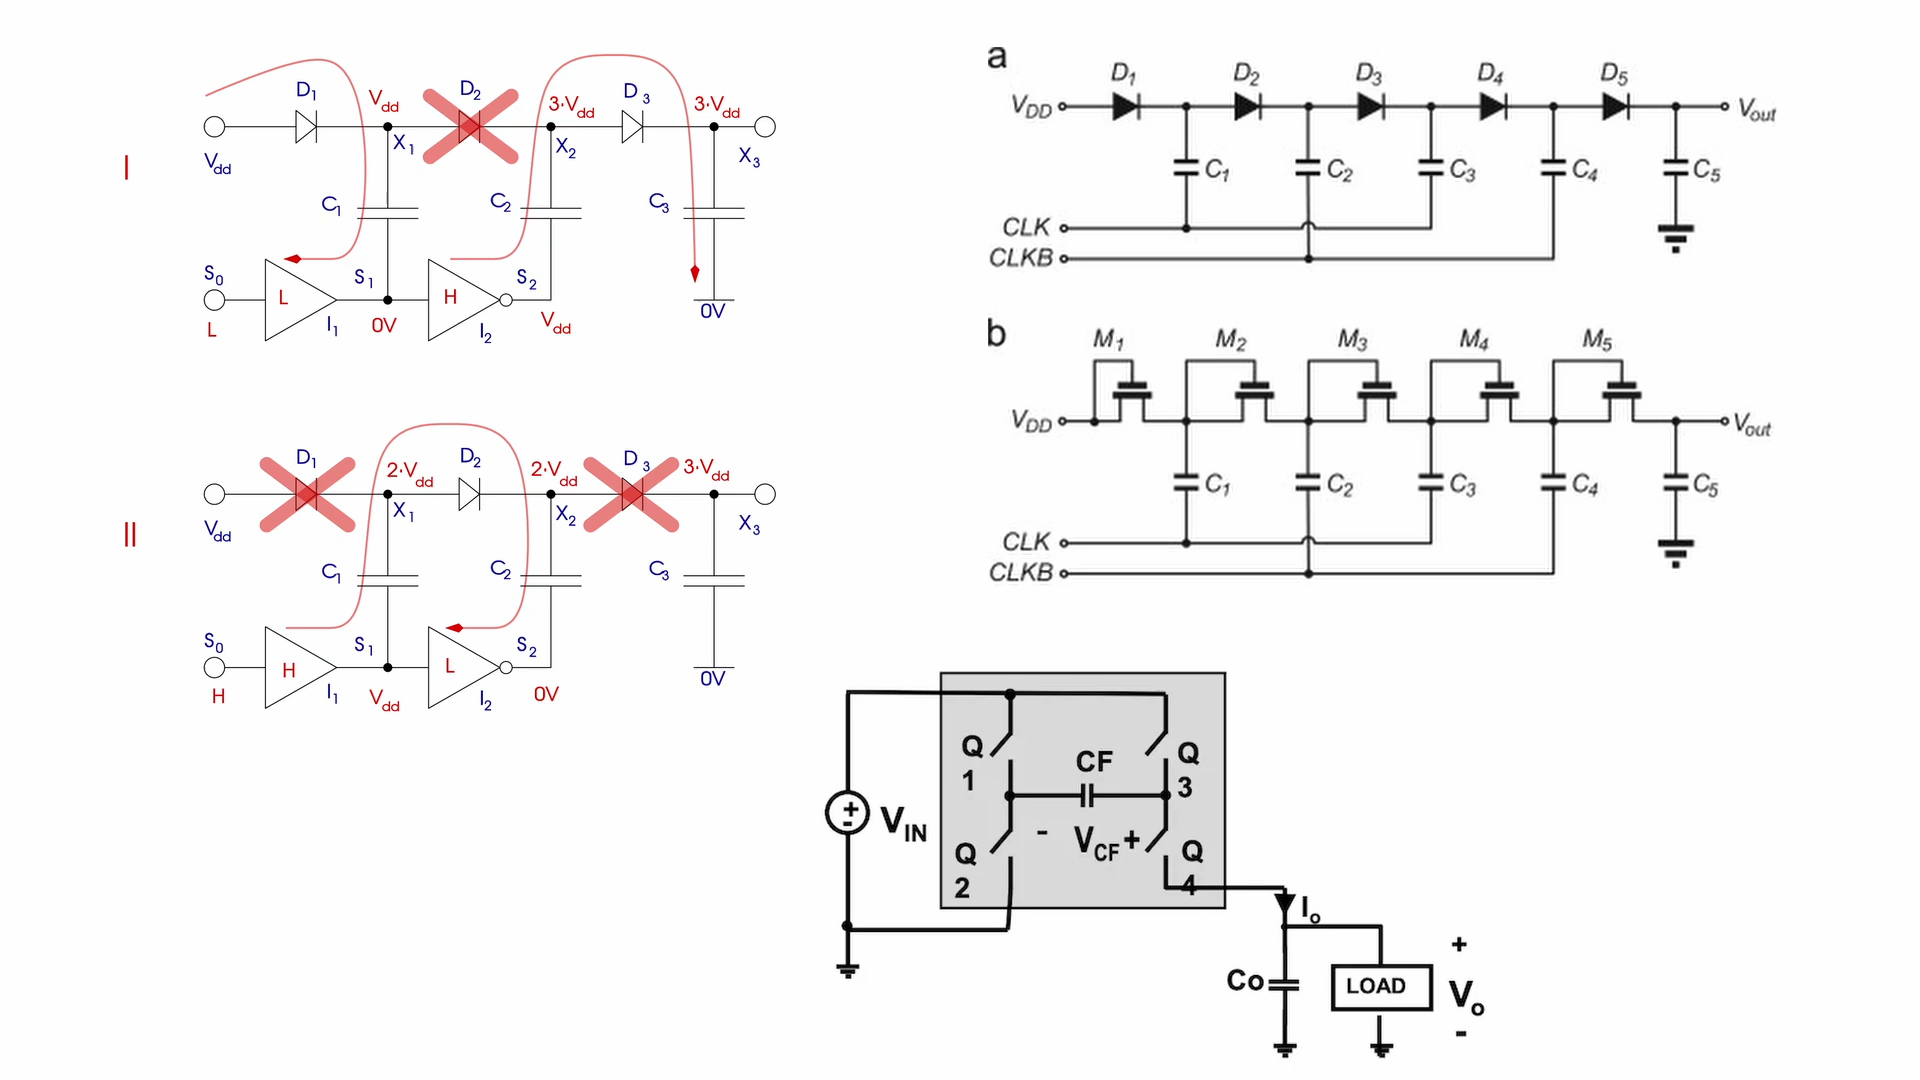 I
D1
Vdd
D2
3·Vdd
D3
3·Vdd
Vdd
X1
X2
X3
C1
C2
C3
S0
L
S1
H
S2
L
I1
0V
I2
Vdd
0V
II
D1
2·Vdd
D2
2·Vdd
D3
3·Vdd
Vdd
X1
X2
X3
C1
C2
C3
S0
H
S1
L
S2
H
I1
Vdd
I2
0V
0V
a
D1 D2 D3 D4 D5
VDD Vout
C1 C2 C3 C4 C5
CLK
CLKB
b
M1 M2 M3 M4 M5
VDD Vout
C1 C2 C3 C4 C5
CLK
CLKB
Q
1
CF
Q
3
+
-
VIN
- VCF +
Q
2
Q
4
Io
Co
LOAD
+
Vo
-